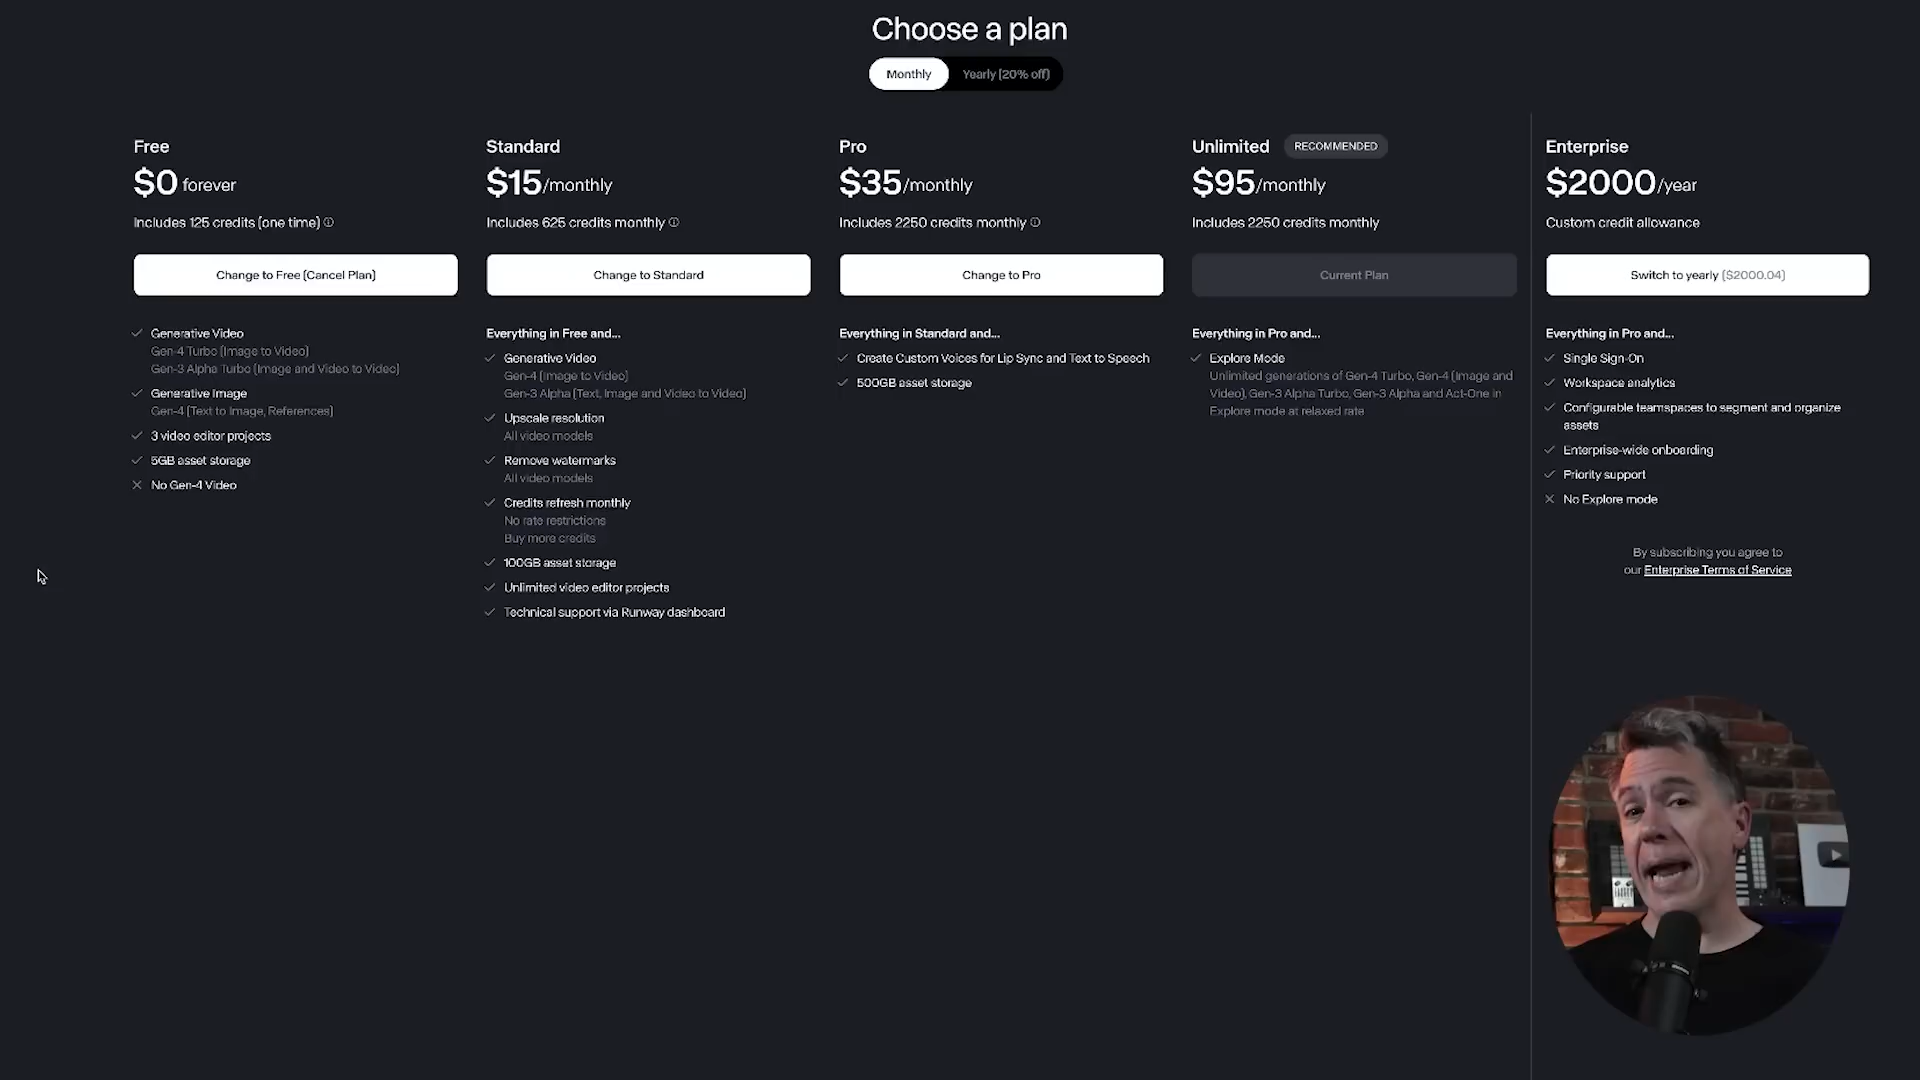 Choose a plan
Monthly
Yearly (20% off)
Free
$0 forever
Includes 125 credits (one time)
Change to Free (Cancel Plan)
Generative Video
Gen-4 Turbo (Image to Video)
Gen-3 Alpha Turbo (Image and Video to Video)
Generative Image
Gen-4 (Text to Image, References)
3 video editor projects
5GB asset storage
No Gen-4 Video
Standard
$15/monthly
Includes 625 credits monthly
Change to Standard
Everything in Free and...
Generative Video
Gen-4 (Image to Video)
Gen-3 Alpha (Text, Image and Video to Video)
Upscale resolution
All video models
Remove watermarks
All video models
Credits refresh monthly
No rate restrictions
Buy more credits
100GB asset storage
Unlimited video editor projects
Technical support via Runway dashboard
Pro
$35/monthly
Includes 2250 credits monthly
Change to Pro
Everything in Standard and...
Create Custom Voices for Lip Sync and Text to Speech
500GB asset storage
Unlimited
RECOMMENDED
$95/monthly
Includes 2250 credits monthly
Current Plan
Everything in Pro and...
Explore Mode
Unlimited generations of Gen-4 Turbo, Gen-4 (Image and
Video), Gen-3 Alpha Turbo, Gen-3 Alpha and Act-One in
Explore mode at relaxed rate
Enterprise
$2000/year
Custom credit allowance
Switch to yearly ($2000.04)
Everything in Pro and...
Single Sign-On
Workspace analytics
Configurable teamspaces to segment and organize
assets
Enterprise-wide onboarding
Priority support
No Explore mode
By subscribing you agree to
our Enterprise Terms of Service